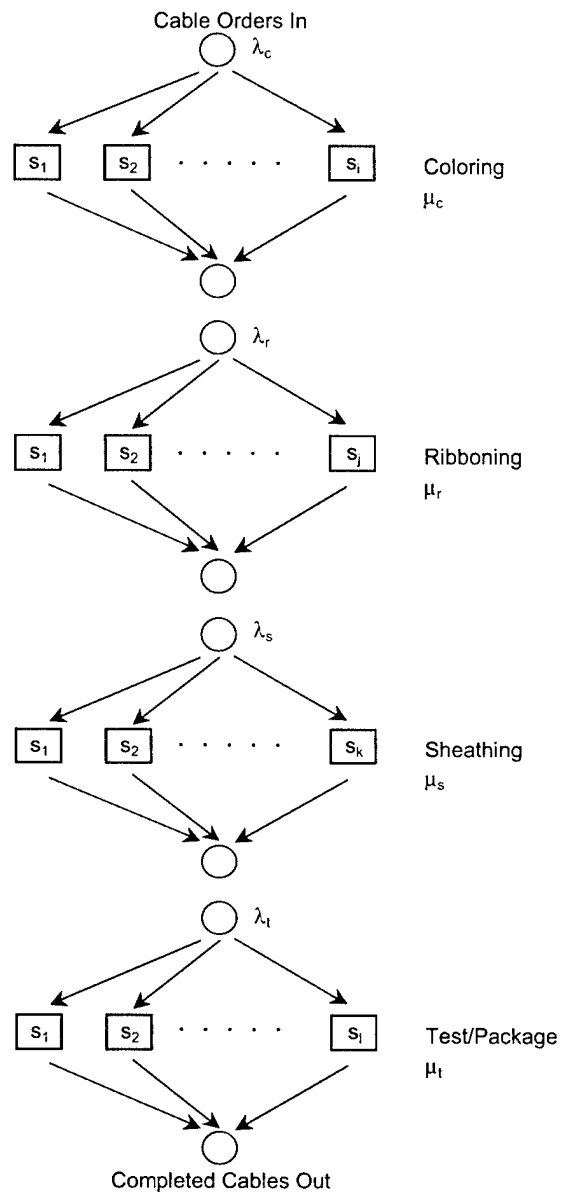 Cable Orders In
λc
s1 s2 · · · · · si Coloring
μc
λr
s1 s2 · · · · · sj Ribboning
μr
λs
s1 s2 · · · · · sk Sheathing
μs
λt
s1 s2 · · · · · sl Test/Package
μt
Completed Cables Out